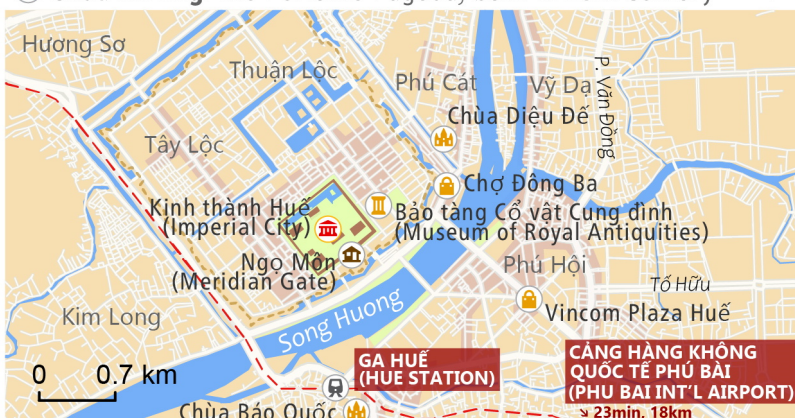 Hương Sơ
Thuận Lộc
Phú Cát
Vỹ Dạ
P. Văn Đồng
Chùa Diệu Đế
Tây Lộc
Chợ Đông Ba
Kinh thành Huế
(Imperial City)
Bảo tàng Cổ vật Cung đình
(Museum of Royal Antiquities)
Ngọ Môn
(Meridian Gate)
Phú Hội
Tố Hữu
Kim Long
Song Huong
Vincom Plaza Huế
GA HUẾ
(HUE STATION)
CẢNG HÀNG KHÔNG
QUỐC TẾ PHÚ BÀI
(PHU BAI INT'L AIRPORT)
↘ 23min, 18km
0 0.7 km
Chùa Báo Quốc